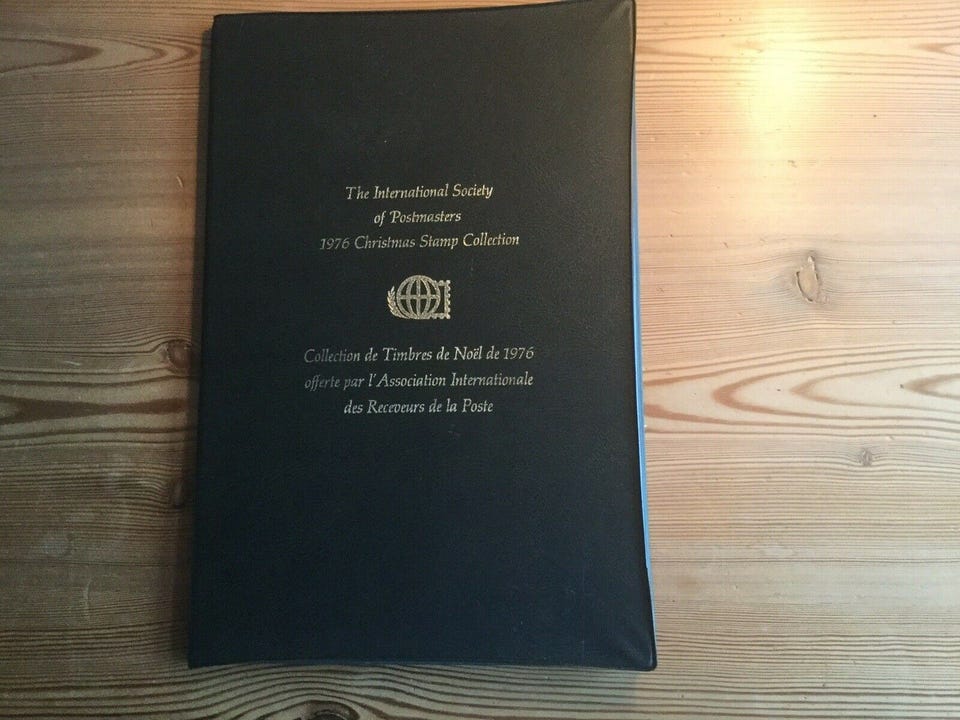 The International Society
of Postmasters
1976 Christmas Stamp Collection
Collection de Timbres de Noël de 1976
offerte par l'Association Internationale
des Receveurs de la Poste